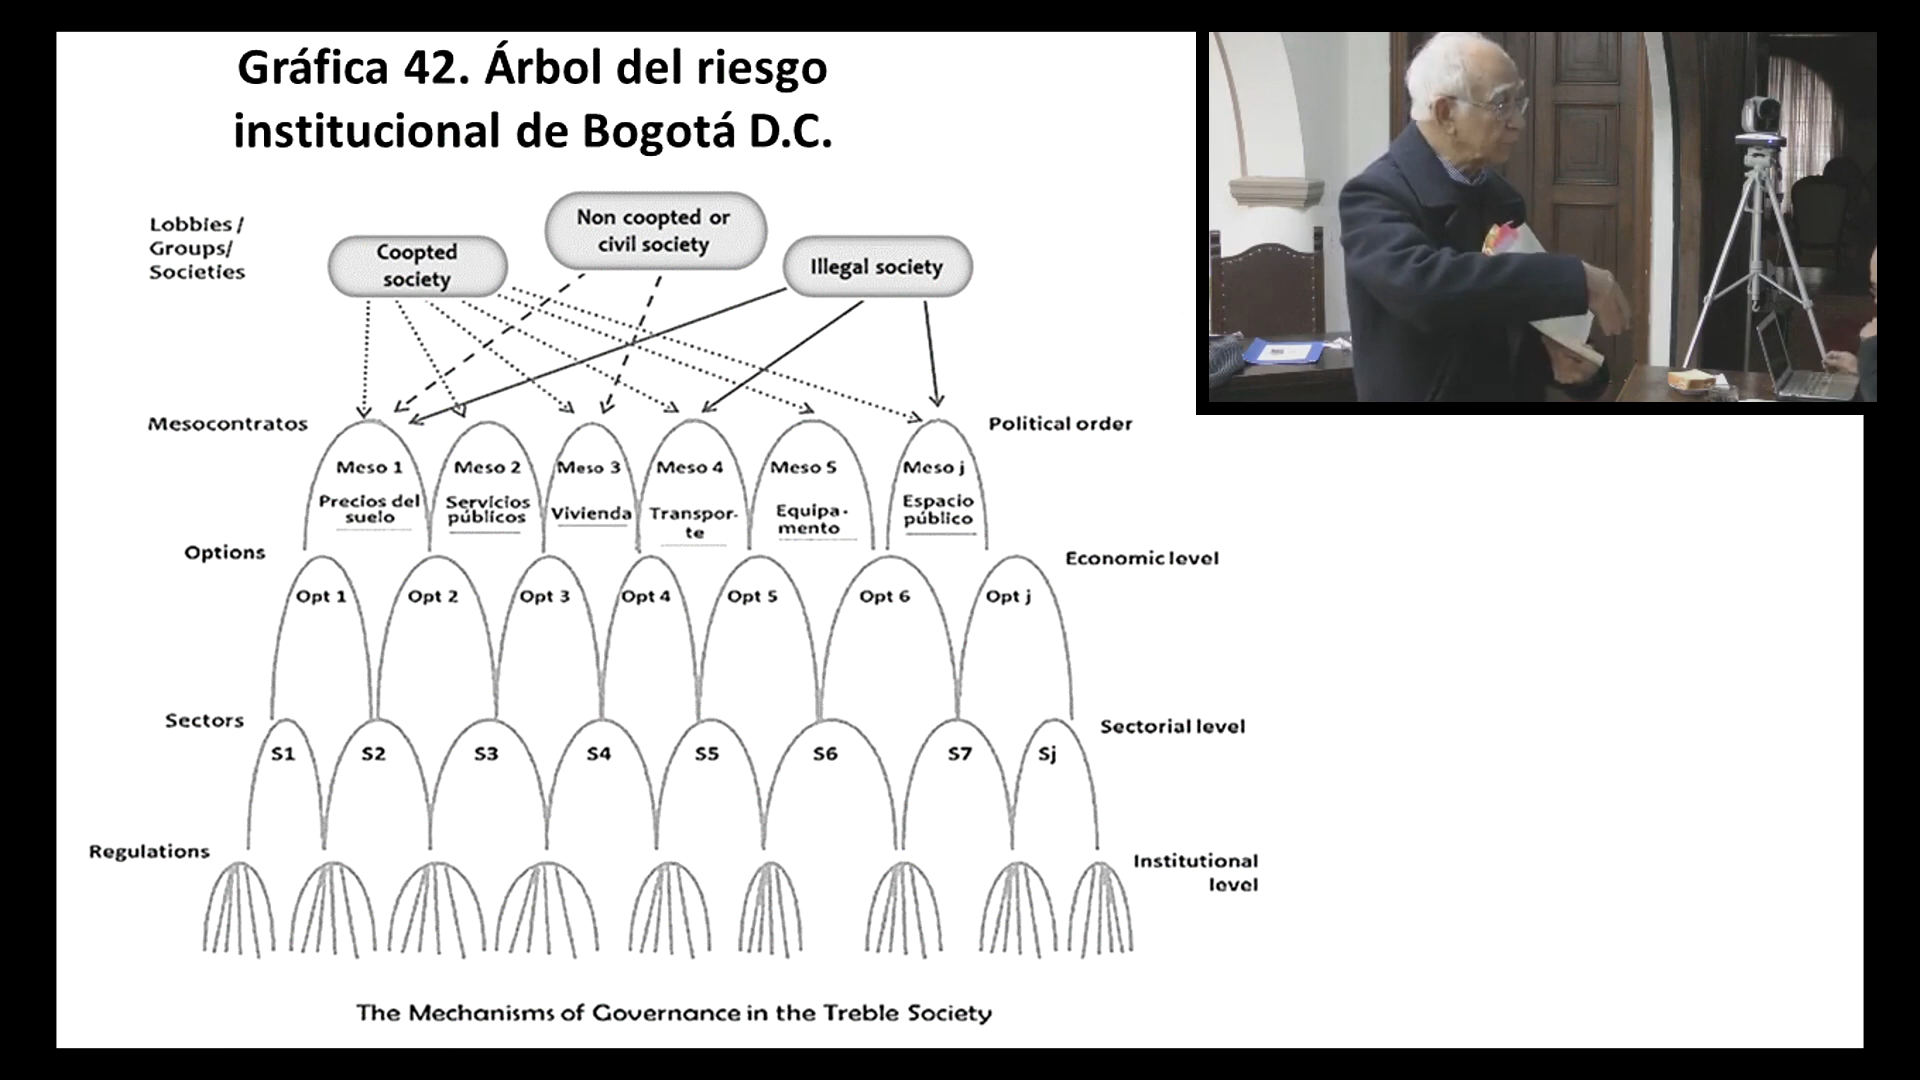 Gráfica 42. Árbol del riesgo
institucional de Bogotá D.C.
Lobbies /
Groups/
Societies
Coopted
society
Non coopted or
civil society
Illegal society
Mesocontratos
Political order
Meso 1
Precios del
suelo
Meso 2
Servicios
públicos
Meso 3
Vivienda
Meso 4
Transpor-
te
Meso 5
Equipa-
mento
Meso j
Espacio
público
Options
Economic level
Opt 1
Opt 2
Opt 3
Opt 4
Opt 5
Opt 6
Opt j
Sectors
Sectorial level
S1
S2
S3
S4
S5
S6
S7
Sj
Regulations
Institutional
level
The Mechanisms of Governance in the Treble Society